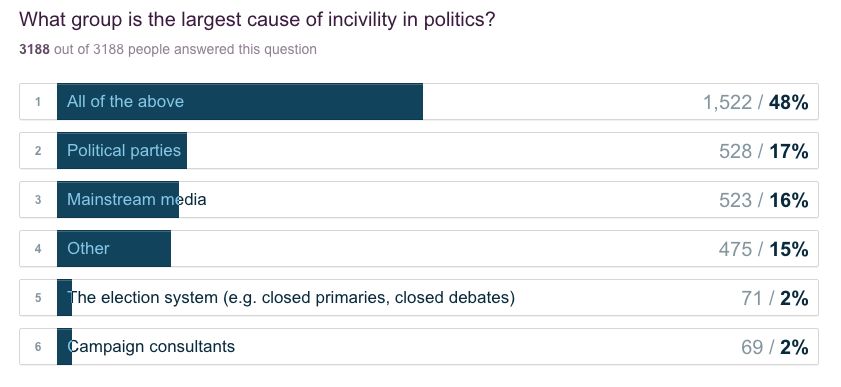 What group is the largest cause of incivility in politics?
3188 out of 3188 people answered this question
1 All of the above 1,522 / 48%
2 Political parties 528 / 17%
3 Mainstream media 523 / 16%
4 Other 475 / 15%
5 The election system (e.g. closed primaries, closed debates) 71 / 2%
6 Campaign consultants 69 / 2%